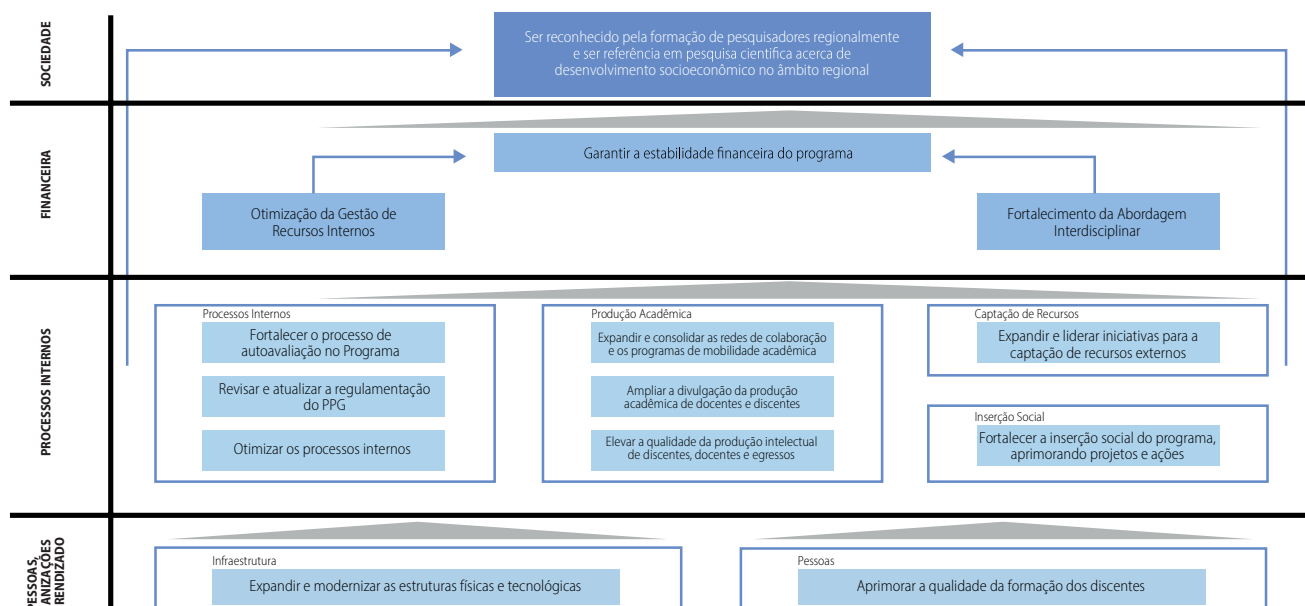 SOCIEDADE
Ser reconhecido pela formação de pesquisadores regionalmente
e ser referência em pesquisa científica acerca de
desenvolvimento socioeconômico no âmbito regional
FINANCEIRA
Garantir a estabilidade financeira do programa
Otimização da Gestão de
Recursos Internos
Fortalecimento da Abordagem
Interdisciplinar
PROCESSOS INTERNOS
Processos Internos
Fortalecer o processo de
autoavaliação no Programa
Revisar e atualizar a regulamentação
do PPG
Otimizar os processos internos
Produção Acadêmica
Expandir e consolidar as redes de colaboração
e os programas de mobilidade acadêmica
Ampliar a divulgação da produção
acadêmica de docentes e discentes
Elevar a qualidade da produção intelectual
de discentes, docentes e egressos
Captação de Recursos
Expandir e liderar iniciativas para a
captação de recursos externos
Inserção Social
Fortalecer a inserção social do programa,
aprimorando projetos e ações
PESSOAS,
ANIZAÇÕES
RENDIZADO
Infraestrutura
Expandir e modernizar as estruturas físicas e tecnológicas
Pessoas
Aprimorar a qualidade da formação dos discentes